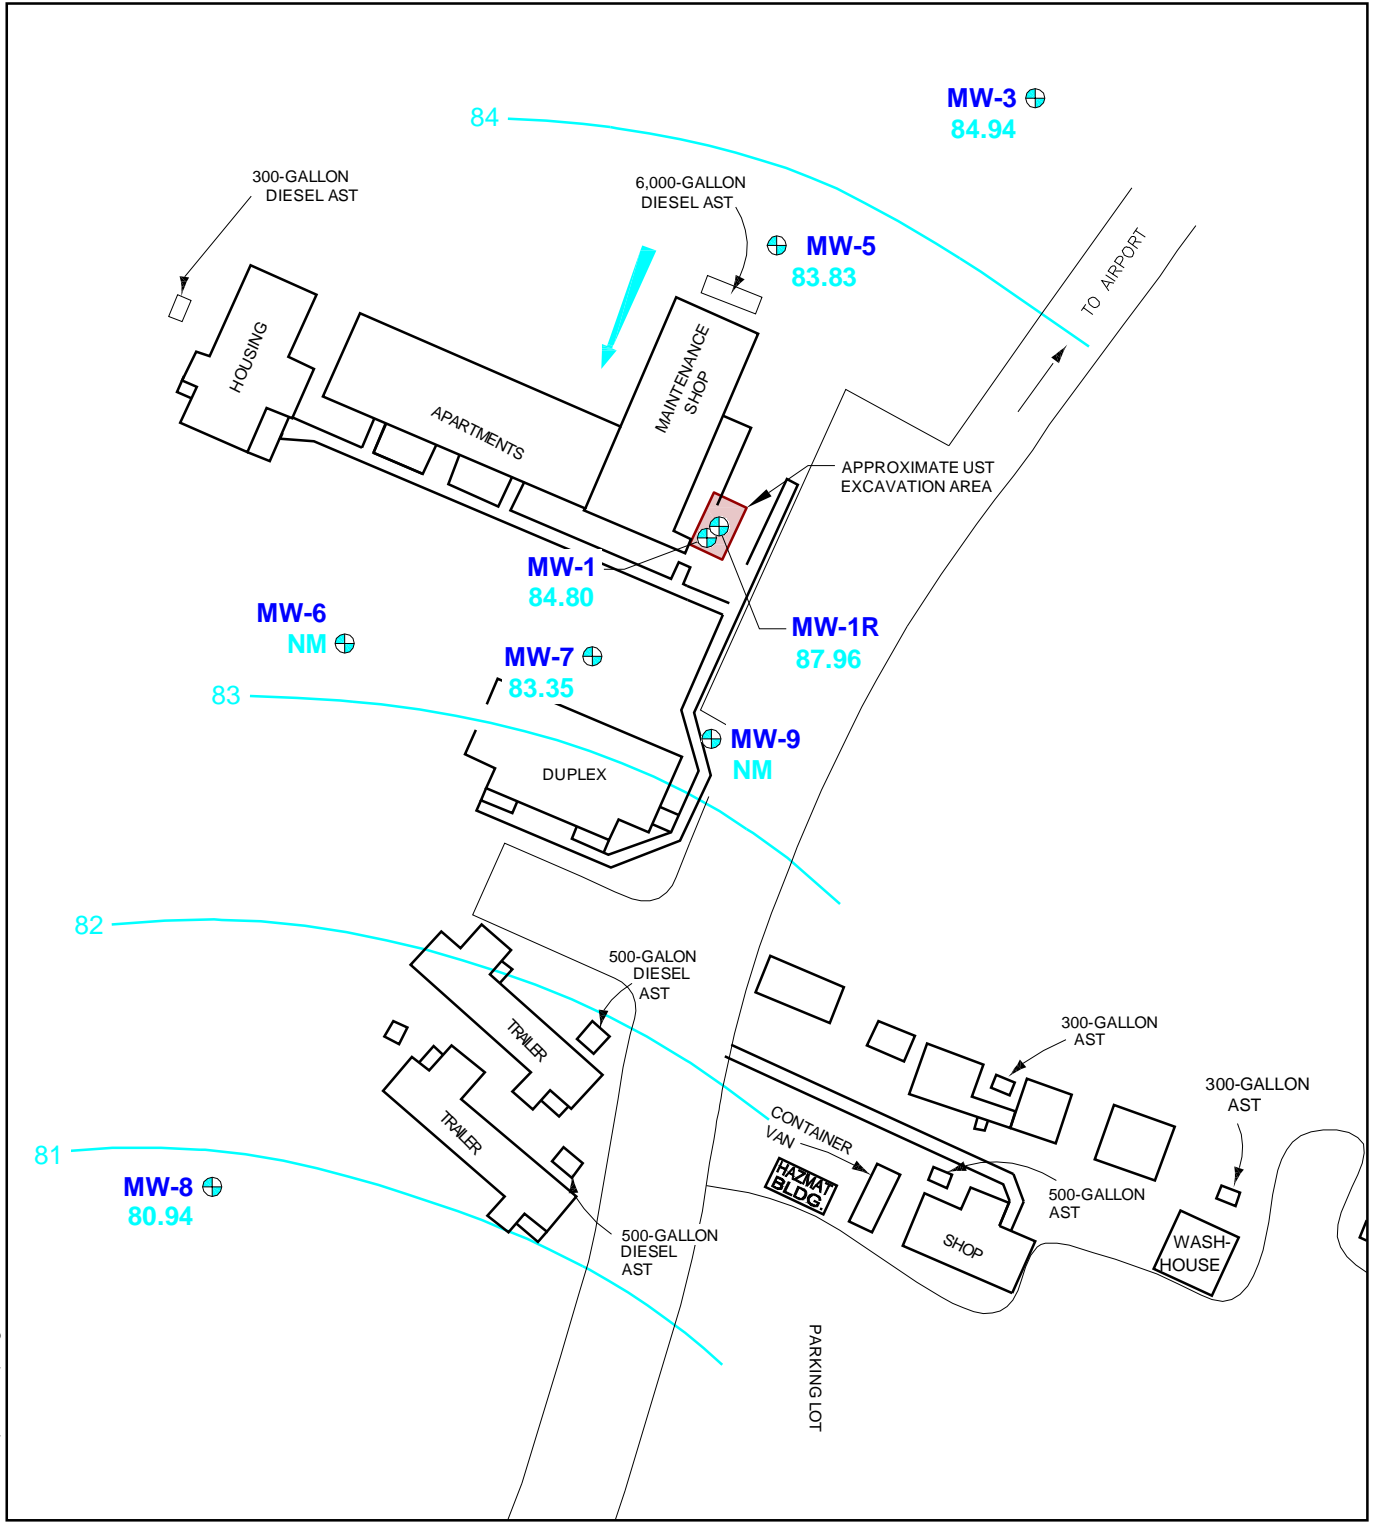 MW-3
84.94
84
300-GALLON
DIESEL AST
6,000-GALLON
DIESEL AST
MW-5
83.83
TO AIRPORT
HOUSING
MAINTENANCE
SHOP
APARTMENTS
APPROXIMATE UST
EXCAVATION AREA
MW-1
84.80
MW-6
NM
MW-1R
87.96
MW-7
83.35
83
MW-9
NM
DUPLEX
82
500-GALON
DIESEL
AST
TRAILER
300-GALLON
AST
300-GALLON
AST
TRAILER
CONTAINER
VAN
81
HAZMAT
BLDG.
MW-8
80.94
500-GALLON
AST
500-GALLON
DIESEL
AST
SHOP
WASH-
HOUSE
PARKING LOT